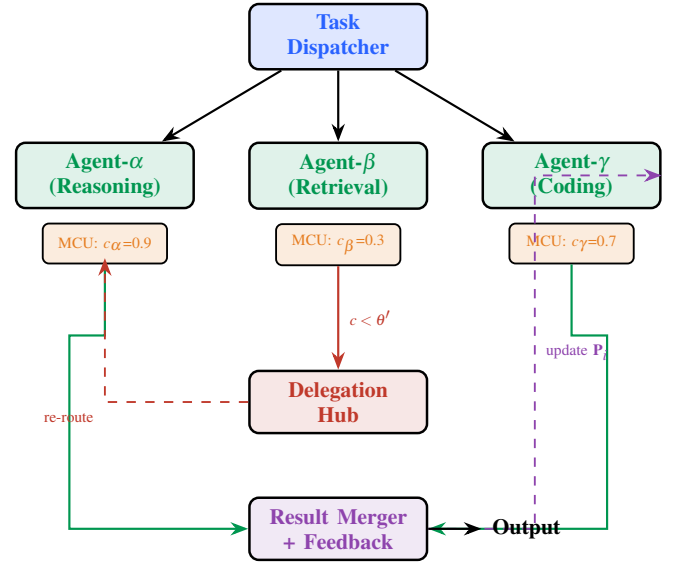 Task
Dispatcher
Agent-α
(Reasoning)
Agent-β
(Retrieval)
Agent-γ
(Coding)
MCU: cα=0.9
MCU: cβ=0.3
MCU: cγ=0.7
c < θ′
update Pi
Delegation
Hub
re-route
Result Merger
+ Feedback
Output